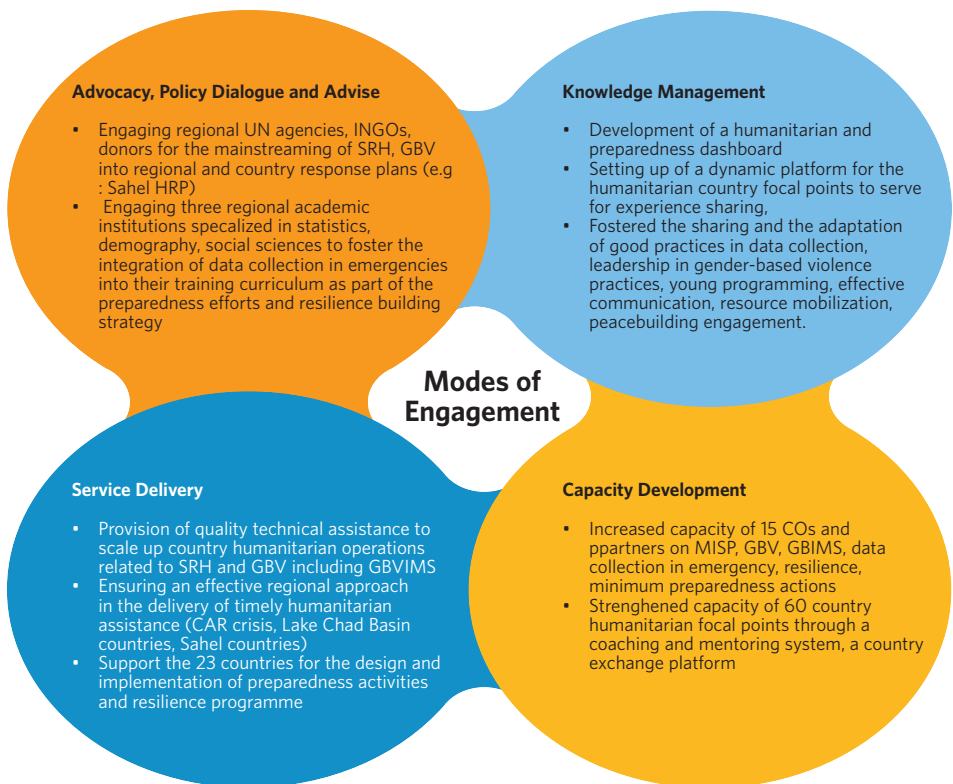 Advocacy, Policy Dialogue and Advise
• Engaging regional UN agencies, INGOs,
donors for the mainstreaming of SRH, GBV
into regional and country response plans (e.g
: Sahel HRP)
• Engaging three regional academic
institutions specalized in statistics,
demography, social sciences to foster the
integration of data collection in emergencies
into their training curriculum as part of the
preparedness efforts and resilience building
strategy
Knowledge Management
• Development of a humanitarian and
preparedness dashboard
• Setting up of a dynamic platform for the
humanitarian country focal points to serve
for experience sharing,
• Fostered the sharing and the adaptation
of good practices in data collection,
leadership in gender-based violence
practices, young programming, effective
communication, resource mobilization,
peacebuilding engagement.
Modes of
Engagement
Service Delivery
• Provision of quality technical assistance to
scale up country humanitarian operations
related to SRH and GBV including GBVIMS
• Ensuring an effective regional approach
in the delivery of timely humanitarian
assistance (CAR crisis, Lake Chad Basin
countries, Sahel countries)
• Support the 23 countries for the design and
implementation of preparedness activities
and resilience programme
Capacity Development
• Increased capacity of 15 COs and
ppartners on MISP, GBV, GBIMS, data
collection in emergency, resilience,
minimum preparedness actions
• Strenghened capacity of 60 country
humanitarian focal points through a
coaching and mentoring system, a country
exchange platform